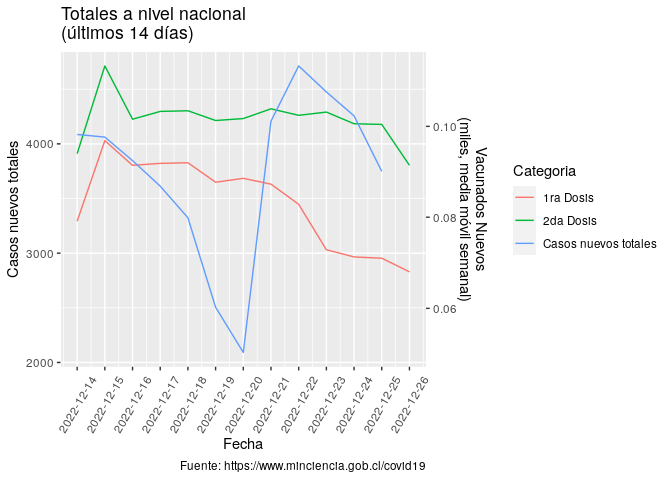 Totales a nivel nacional
(últimos 14 días)
Casos nuevos totales
4000
3000
2000
0.10
0.08
0.06
Vacunados Nuevos
(miles, media móvil semanal)
2022-12-14
2022-12-15
2022-12-16
2022-12-17
2022-12-18
2022-12-19
2022-12-20
2022-12-21
2022-12-22
2022-12-23
2022-12-24
2022-12-25
2022-12-26
Fecha
Categoria
1ra Dosis
2da Dosis
Casos nuevos totales
Fuente: https://www.minciencia.gob.cl/covid19